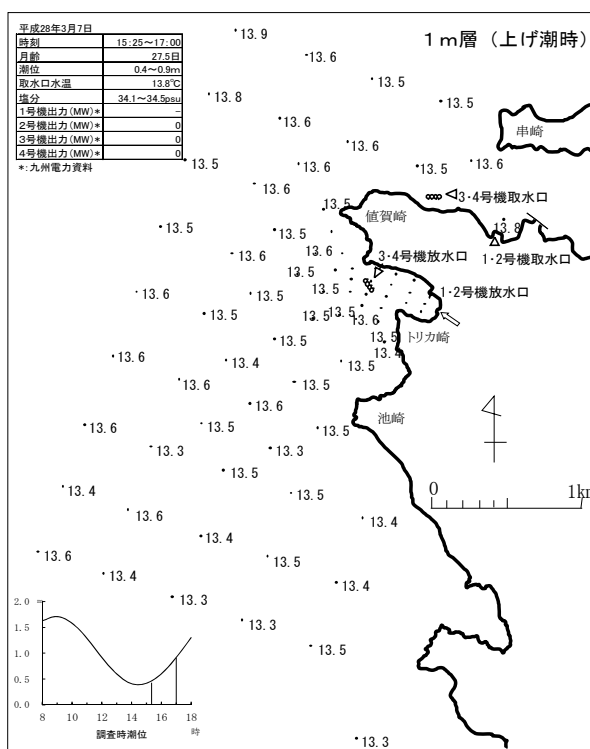 平成28年3月7日
時刻 15:25～17:00
月齢 27.5日
潮位 0.4～0.9m
取水口水温 13.8℃
塩分 34.1～34.5psu
1号機出力(MW)* －
2号機出力(MW)* 0
3号機出力(MW)* 0
4号機出力(MW)* 0
*:九州電力資料
1ｍ層（上げ潮時）
13.9
13.6
13.5
13.8
13.5
串崎
13.6
13.6
13.5
13.6
13.5
13.6
13.6
3･4号機取水口
13.5
値賀崎
13.8
13.5
13.5
1･2号機取水口
13.6
13.6
3･4号機放水口
13.5
13.6
13.5
13.5
1･2号機放水口
13.5
13.5
13.5
13.6
トリカ崎
13.5
13.5
13.4
13.6
13.4
13.5
13.6
13.5
13.6
池崎
13.6
13.5
13.5
13.3
13.3
13.5
13.4
13.5
0 1km
13.6
13.4
13.4
13.6
13.5
13.4
13.4
13.3
13.3
13.5
13.3
2.0 m
1.5
1.0
0.5
0.0
8 10 12 14 16 18 時
調査時潮位